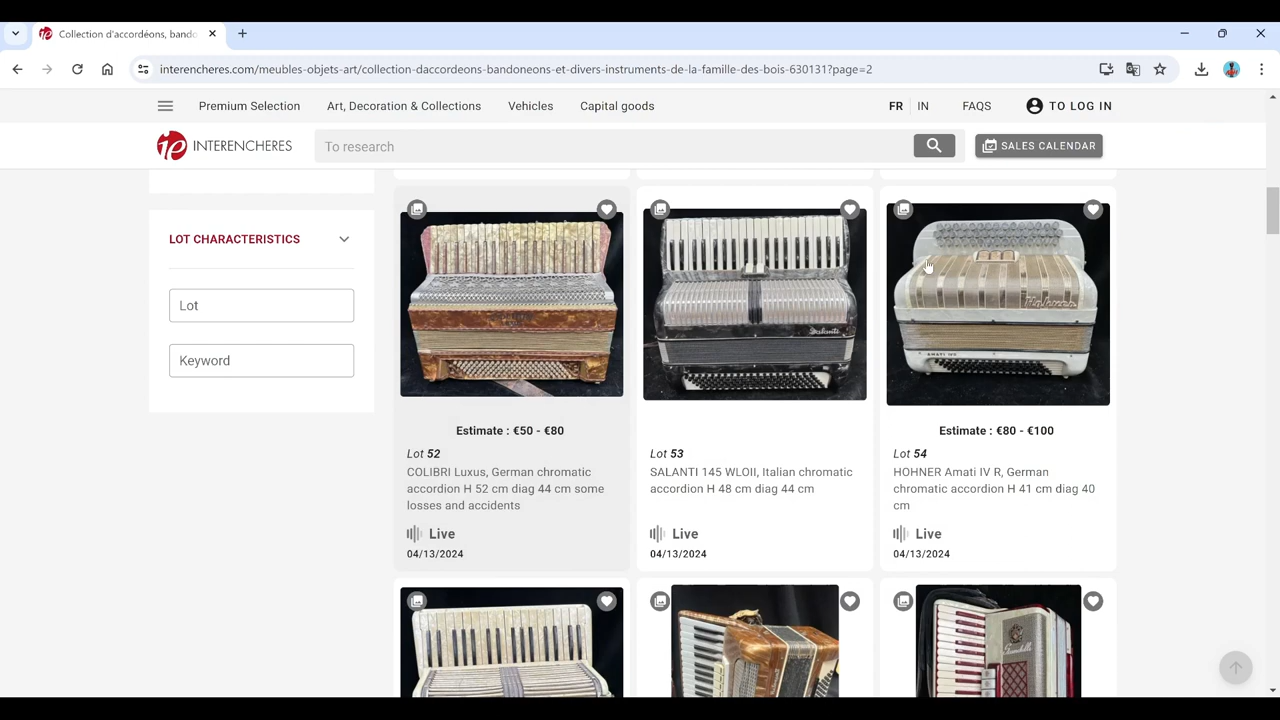 Collection d'accordéons, bando
interencheres.com/meubles-objets-art/collection-daccordeons-bandoneons-et-divers-instruments-de-la-famille-des-bois-630131?page=2
Premium Selection Art, Decoration & Collections Vehicles Capital goods FR IN FAQS TO LOG IN
INTERENCHERES To research SALES CALENDAR
LOT CHARACTERISTICS
Lot
Keyword
Estimate : €50 - €80
Lot 52
COLIBRI Luxus, German chromatic
accordion H 52 cm diag 44 cm some
losses and accidents
Live
04/13/2024
Lot 53
SALANTI 145 WLOII, Italian chromatic
accordion H 48 cm diag 44 cm
Live
04/13/2024
AMATI IVR
Estimate : €80 - €100
Lot 54
HOHNER Amati IV R, German
chromatic accordion H 41 cm diag 40
cm
Live
04/13/2024